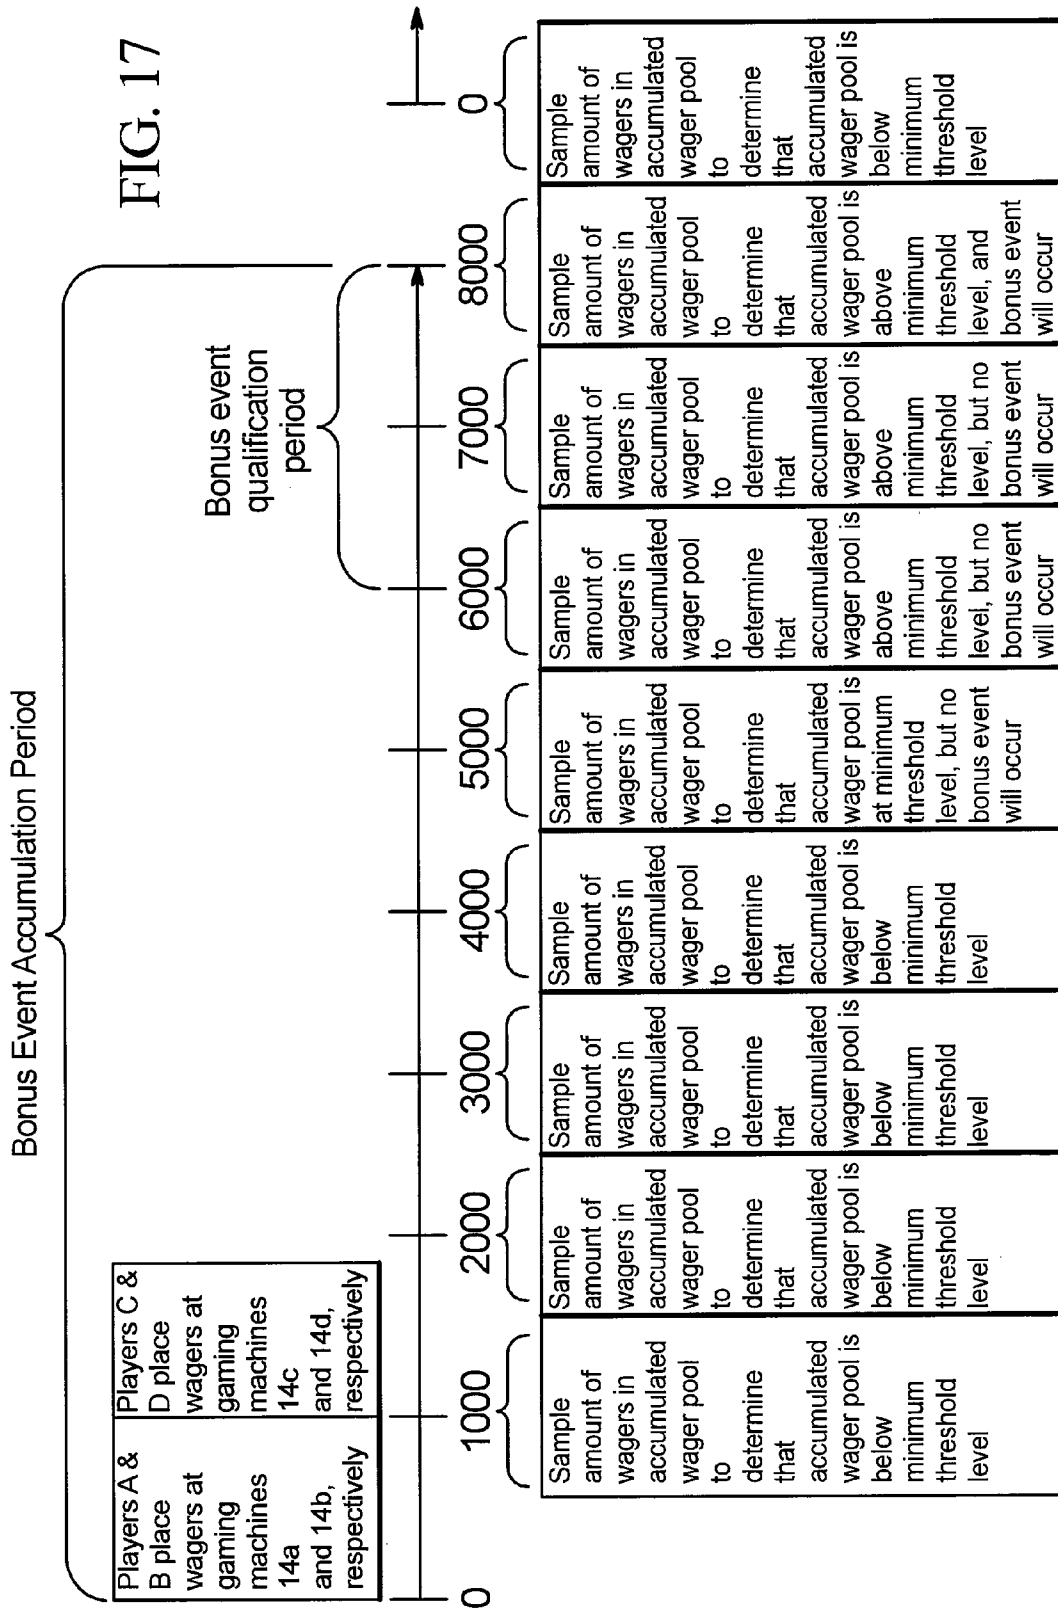 FIG. 17
Bonus Event Accumulation Period
Bonus event
qualification
period
Players A &
B place
wagers at
gaming
machines
14a
and 14b,
respectively
Players C &
D place
wagers at
gaming
machines
14c
and 14d,
respectively
0
1000
2000
3000
4000
5000
6000
7000
8000
0
Sample
amount of
wagers in
accumulated
wager pool
to
determine
that
accumulated
wager pool is
below
minimum
threshold
level
Sample
amount of
wagers in
accumulated
wager pool
to
determine
that
accumulated
wager pool is
below
minimum
threshold
level
Sample
amount of
wagers in
accumulated
wager pool
to
determine
that
accumulated
wager pool is
below
minimum
threshold
level
Sample
amount of
wagers in
accumulated
wager pool
to
determine
that
accumulated
wager pool is
below
minimum
threshold
level
Sample
amount of
wagers in
accumulated
wager pool
to
determine
that
accumulated
wager pool is
at minimum
threshold
level, but no
bonus event
will occur
Sample
amount of
wagers in
accumulated
wager pool
to
determine
that
accumulated
wager pool is
above
minimum
threshold
level, but no
bonus event
will occur
Sample
amount of
wagers in
accumulated
wager pool
to
determine
that
accumulated
wager pool is
above
minimum
threshold
level, but no
bonus event
will occur
Sample
amount of
wagers in
accumulated
wager pool
to
determine
that
accumulated
wager pool is
above
minimum
threshold
level, and
bonus event
will occur
Sample
amount of
wagers in
accumulated
wager pool
to
determine
that
accumulated
wager pool is
below
minimum
threshold
level